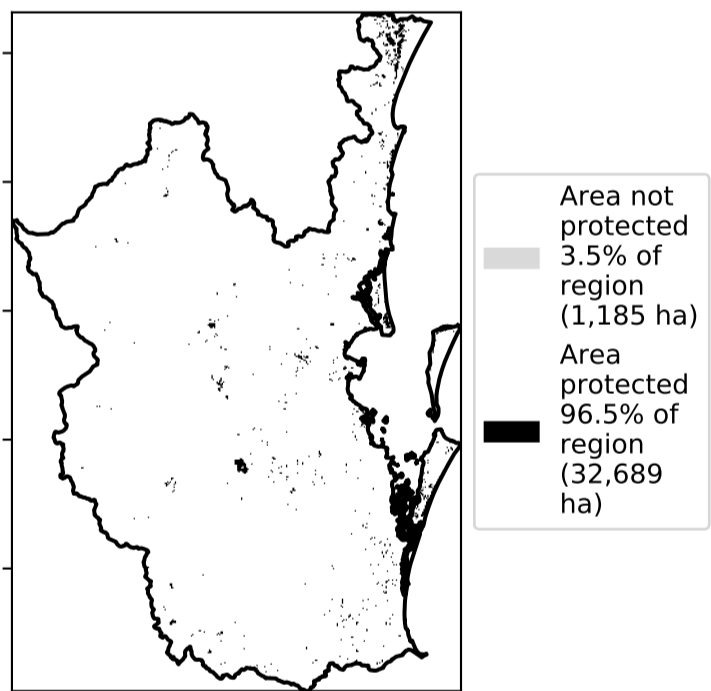 Area not
protected
3.5% of
region
(1,185 ha)
Area
protected
96.5% of
region
(32,689
ha)